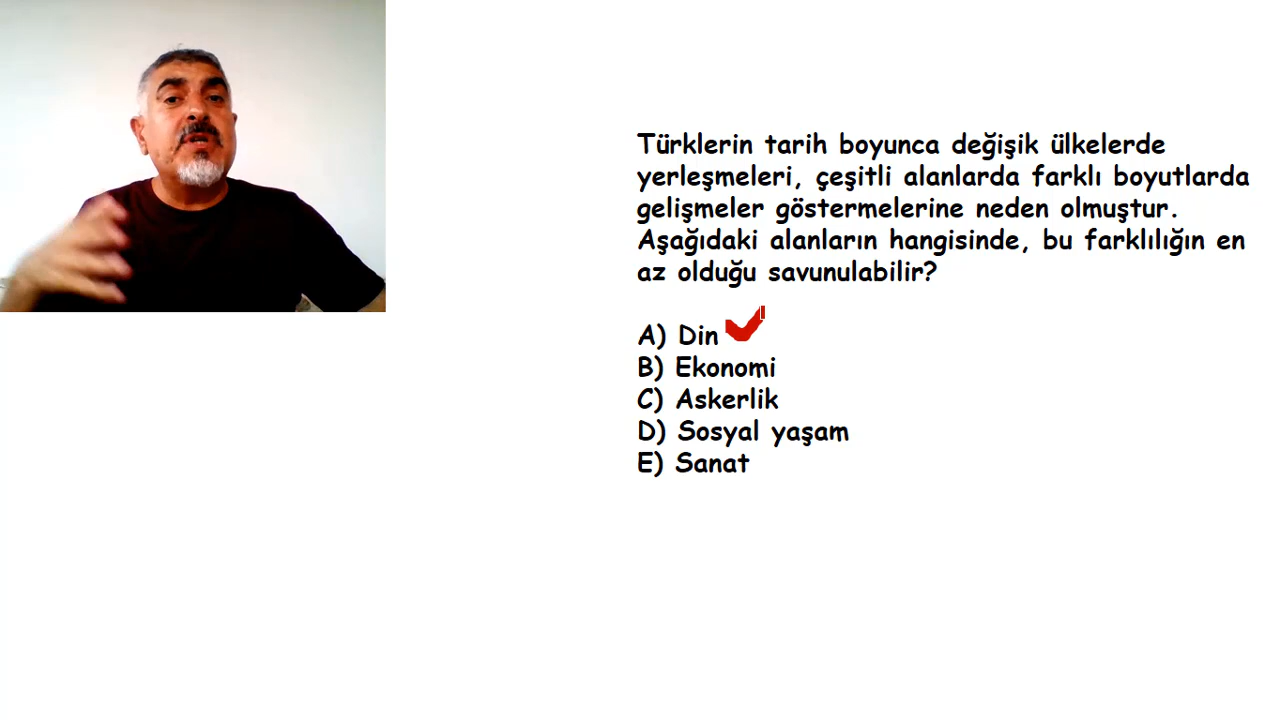 Türklerin tarih boyunca değişik ülkelerde
yerleşmeleri, çeşitli alanlarda farklı boyutlarda
gelişmeler göstermelerine neden olmuştur.
Aşağıdaki alanların hangisinde, bu farklılığın en
az olduğu savunulabilir?
A) Din
B) Ekonomi
C) Askerlik
D) Sosyal yaşam
E) Sanat